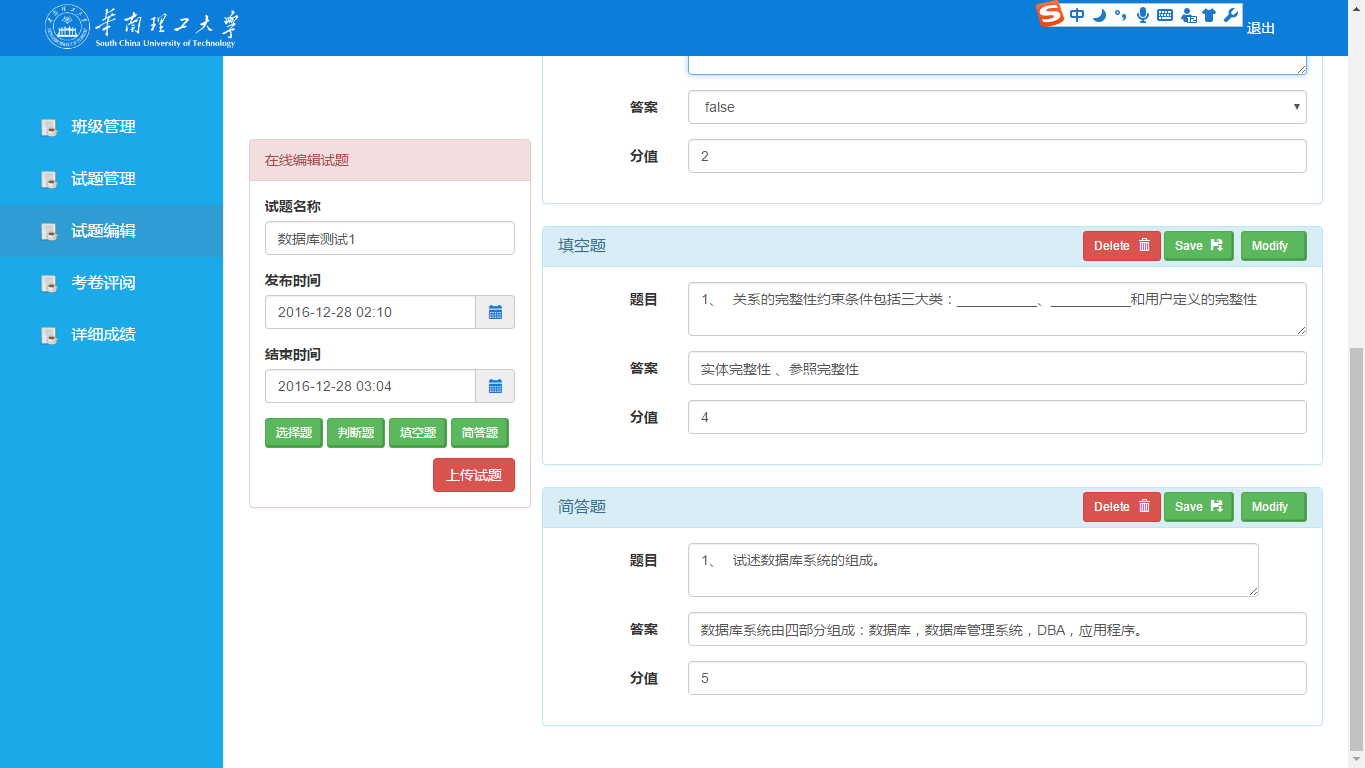 華南理工大学
South China University of Technology
中
退出
班级管理
试题管理
试题编辑
考卷评阅
详细成绩
在线编辑试题
试题名称
数据库测试1
发布时间
2016-12-28 02:10
结束时间
2016-12-28 03:04
选择题 判断题 填空题 简答题
上传试题
答案 false
分值 2
填空题 Delete Save Modify
题目 1、 关系的完整性约束条件包括三大类：__________、__________和用户定义的完整性
答案 实体完整性 、参照完整性
分值 4
简答题 Delete Save Modify
题目 1、 试述数据库系统的组成。
答案 数据库系统由四部分组成：数据库，数据库管理系统，DBA，应用程序。
分值 5